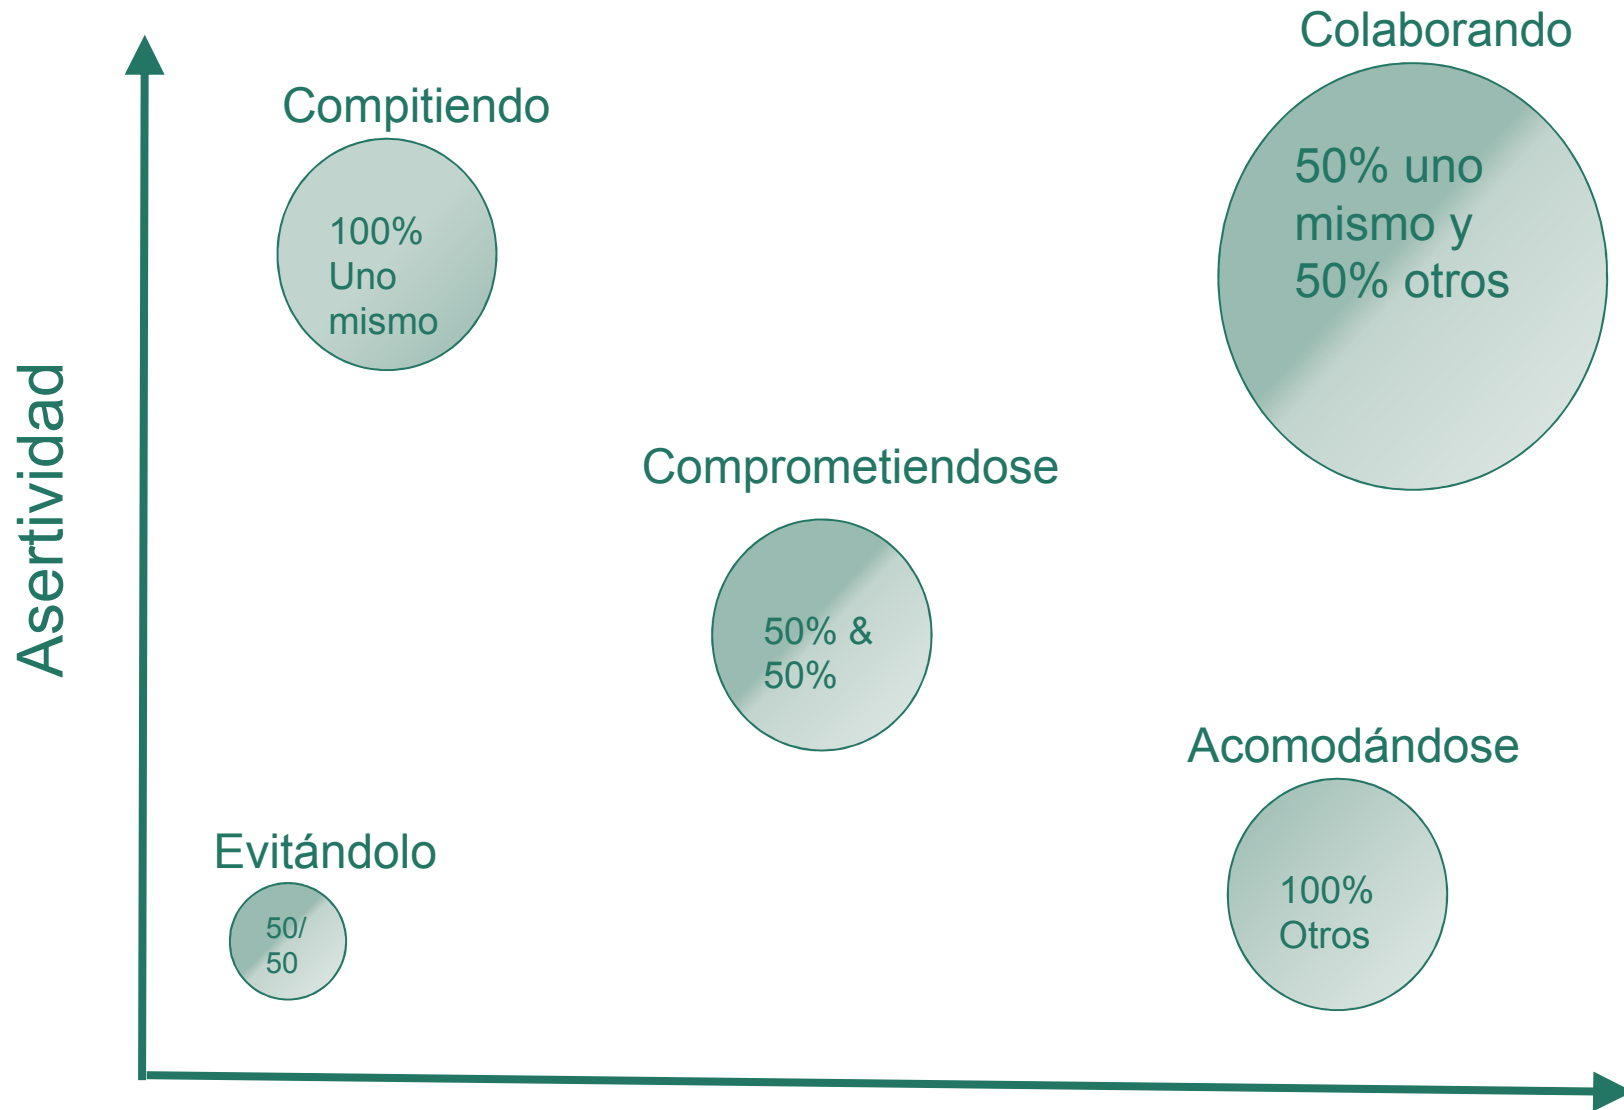 Colaborando
Compitiendo
50% uno
mismo y
50% otros
100%
Uno
mismo
Asertividad
Comprometiendose
50% &
50%
Acomodándose
Evitándolo
100%
Otros
50/
50